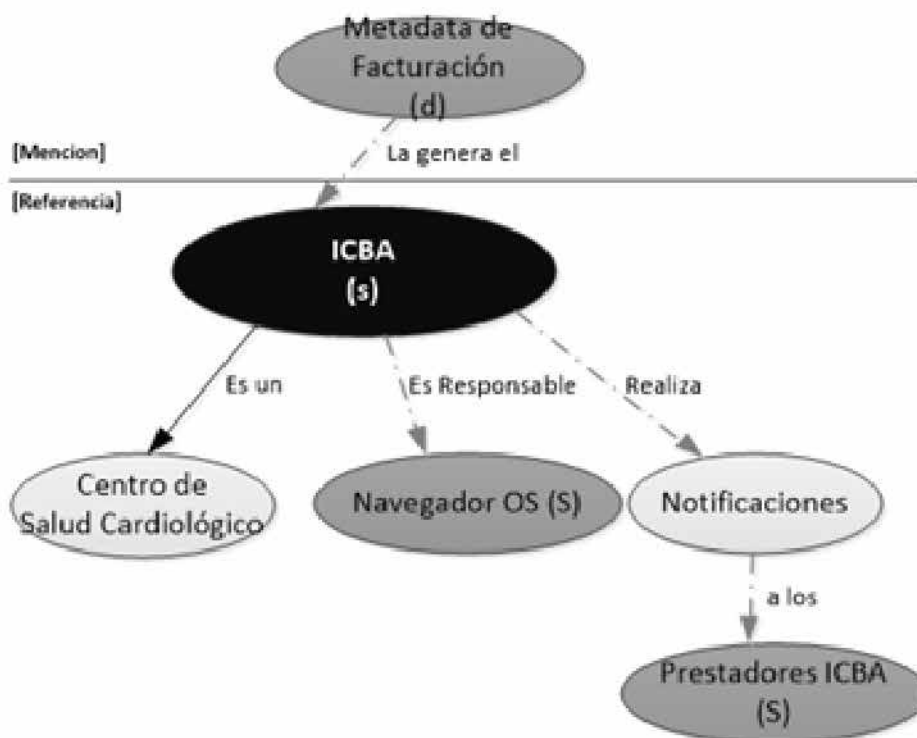 Metadata de
Facturación
(d)
[Mencion]
La genera el
[Referencia]
ICBA
(s)
Es un
Es Responsable
Realiza
Centro de
Salud Cardiológico
Navegador OS (S)
Notificaciones
a los
Prestadores ICBA
(S)